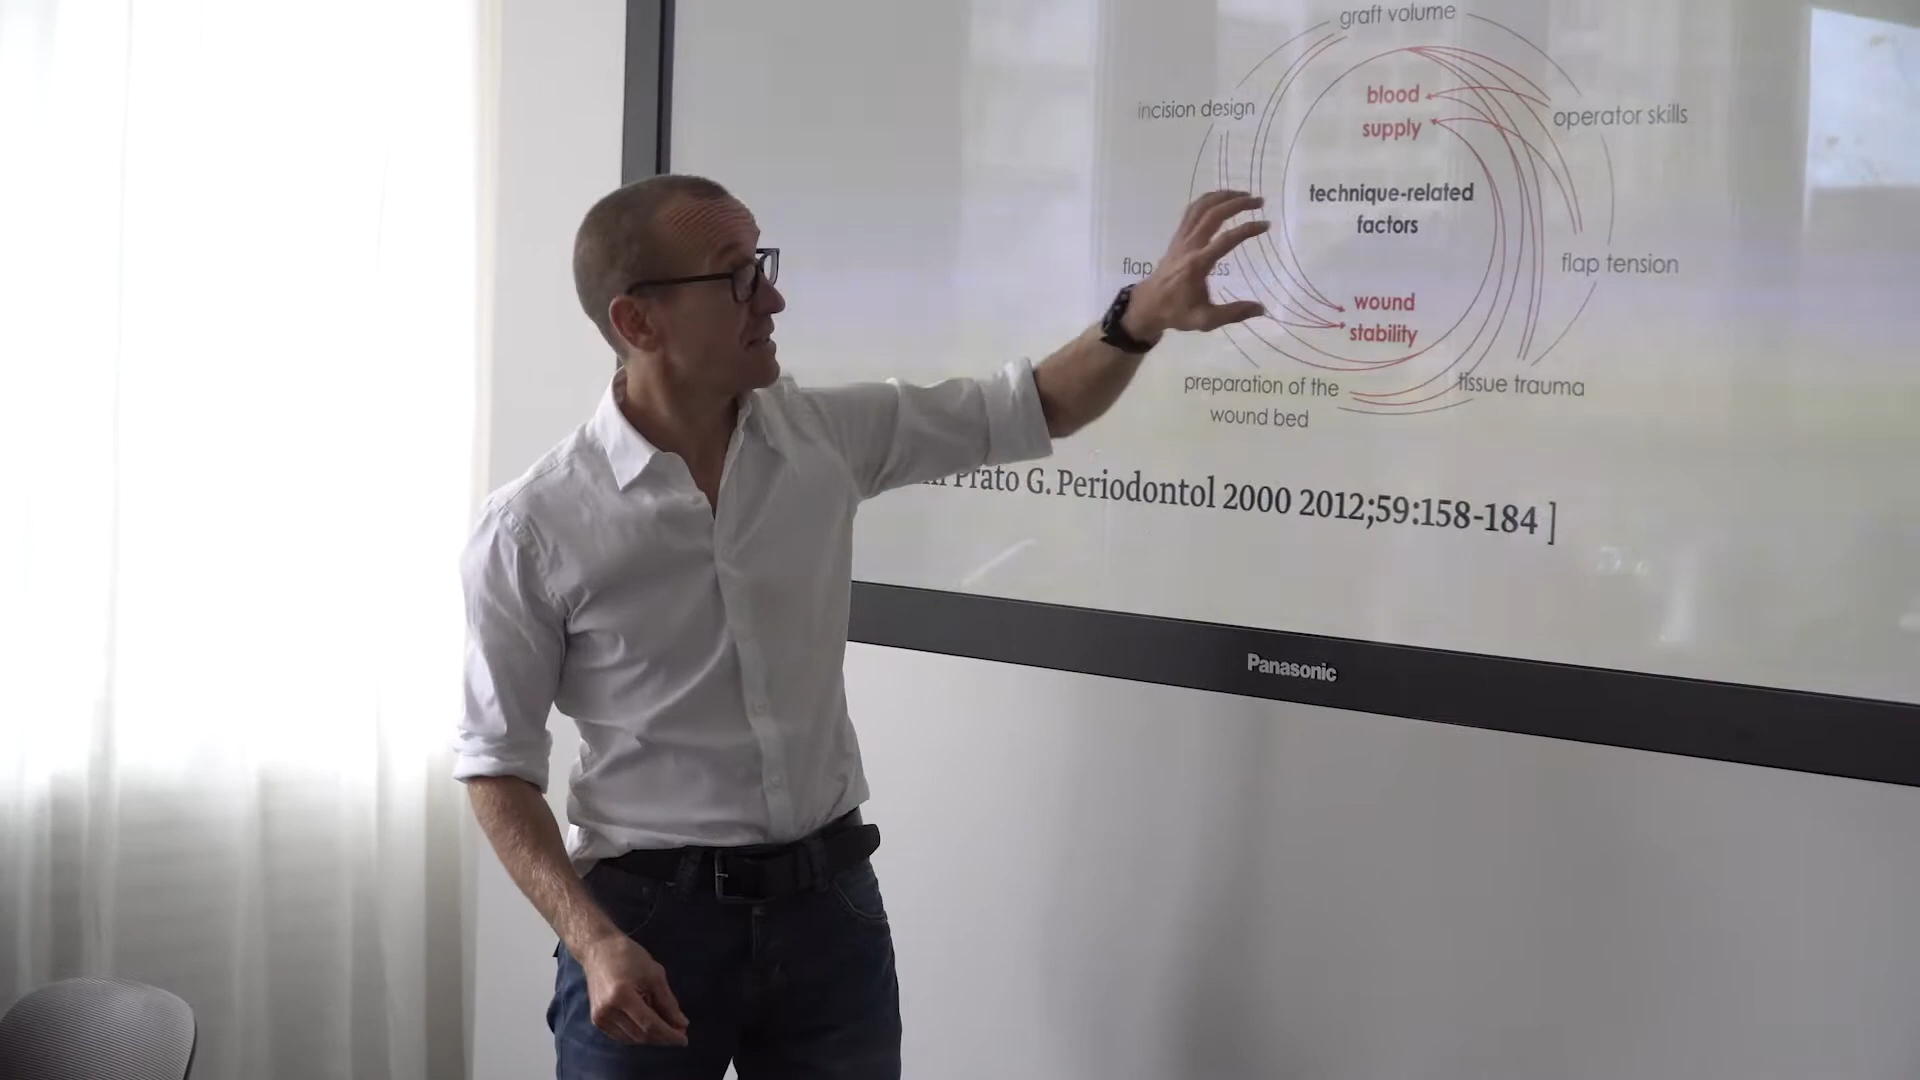 graft volume
incision design
blood
supply
operator skills
technique-related
factors
flap
flap tension
wound
stability
preparation of the
wound bed
tissue trauma
Prato G. Periodontol 2000 2012;59:158-184 ]
Panasonic